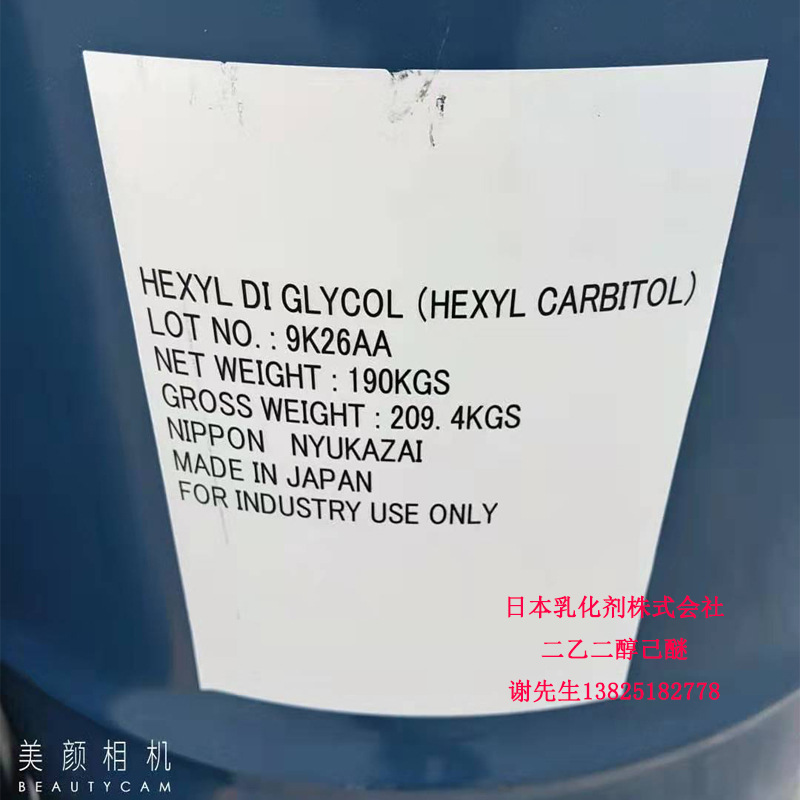 HEXYL DI GLYCOL (HEXYL CARBITOL)
LOT NO. : 9K26AA
NET WEIGHT : 190KGS
GROSS WEIGHT : 209.4KGS
NIPPON NYUKAZAI
MADE IN JAPAN
FOR INDUSTRY USE ONLY
日本乳化剂株式会社
二乙二醇己醚
谢先生13825182778
美颜相机
BEAUTYCAM